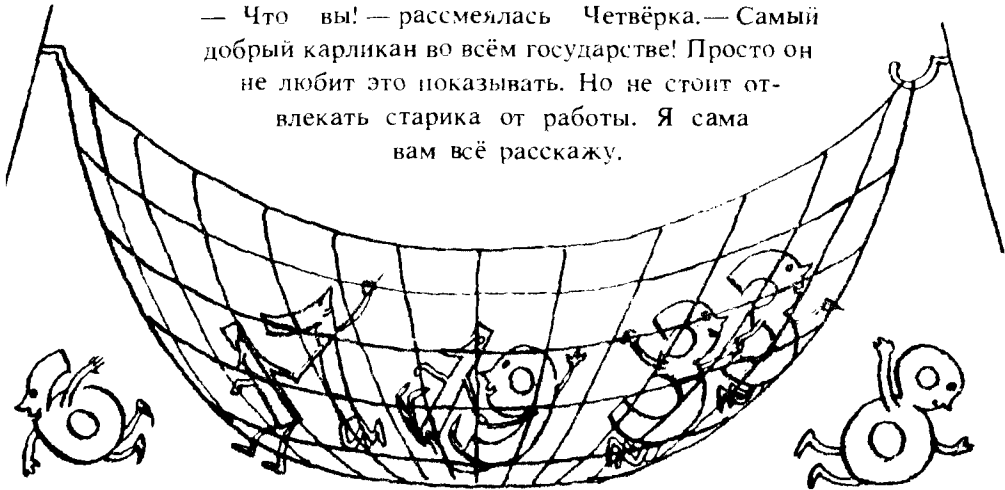 — Что вы! — рассмеялась Четвёрка.— Самый
добрый карликан во всём государстве! Просто он
не любит это показывать. Но не стоит от-
влекать старика от работы. Я сама
вам всё расскажу.